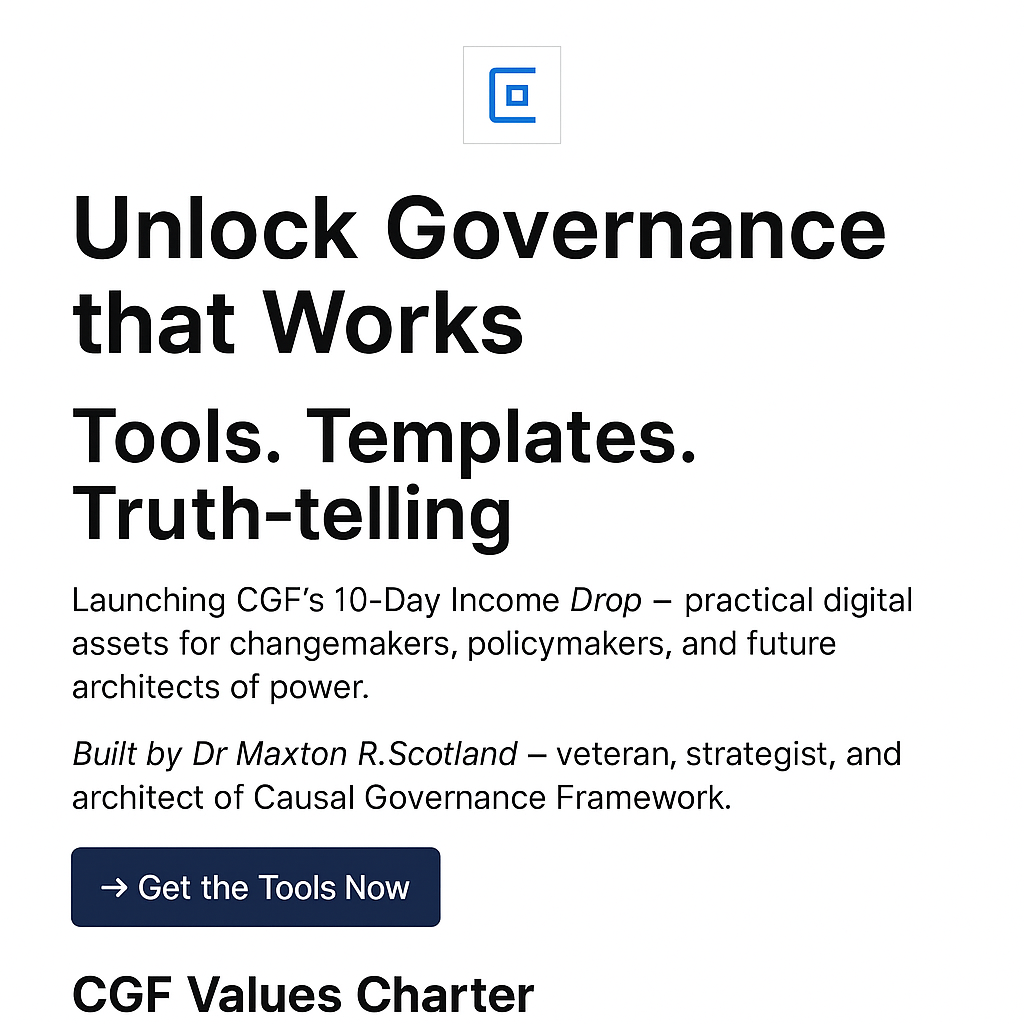 Unlock Governance
that Works
Tools. Templates.
Truth-telling
Launching CGF’s 10-Day Income Drop – practical digital
assets for changemakers, policymakers, and future
architects of power.
Built by Dr Maxton R.Scotland – veteran, strategist, and
architect of Causal Governance Framework.
→ Get the Tools Now
CGF Values Charter